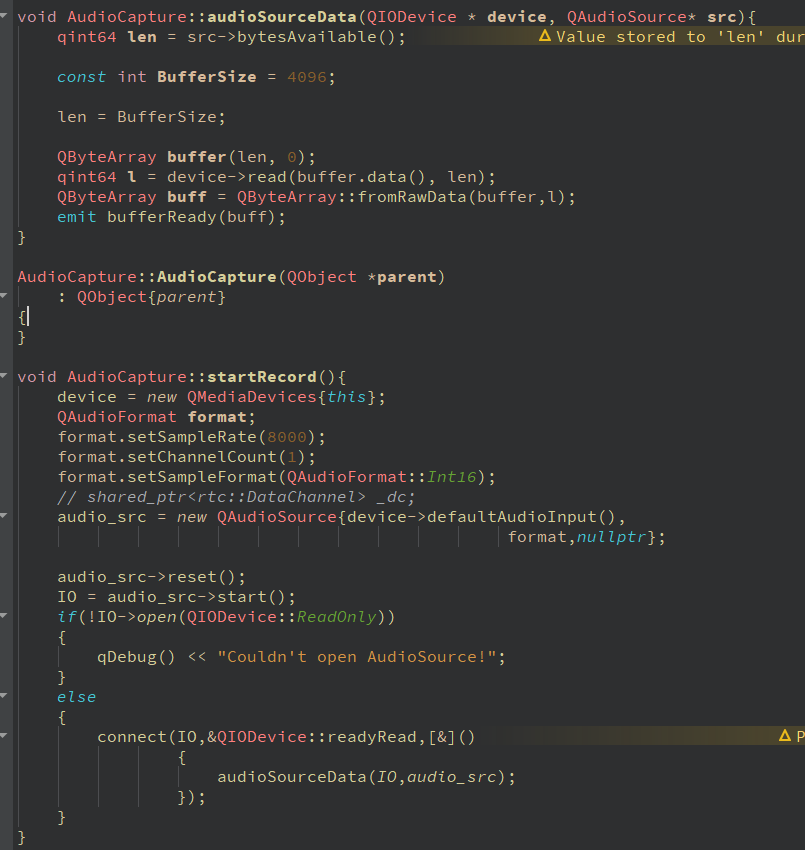 void AudioCapture::audioSourceData(QIODevice * device, QAudioSource* src){
    qint64 len = src->bytesAvailable();    Value stored to 'len' dur
    const int BufferSize = 4096;
    len = BufferSize;
    QByteArray buffer(len, 0);
    qint64 l = device->read(buffer.data(), len);
    QByteArray buff = QByteArray::fromRawData(buffer,l);
    emit bufferReady(buff);
}
AudioCapture::AudioCapture(QObject *parent)
    : QObject{parent}
{
}
void AudioCapture::startRecord(){
    device = new QMediaDevices{this};
    QAudioFormat format;
    format.setSampleRate(8000);
    format.setChannelCount(1);
    format.setSampleFormat(QAudioFormat::Int16);
    // shared_ptr<rtc::DataChannel> _dc;
    audio_src = new QAudioSource{device->defaultAudioInput(),
                                                 format,nullptr};
    audio_src->reset();
    IO = audio_src->start();
    if(!IO->open(QIODevice::ReadOnly))
    {
        qDebug() << "Couldn't open AudioSource!";
    }
    else
    {
        connect(IO,&QIODevice::readyRead,[&]()    P
                {
                    audioSourceData(IO,audio_src);
                });
    }
}